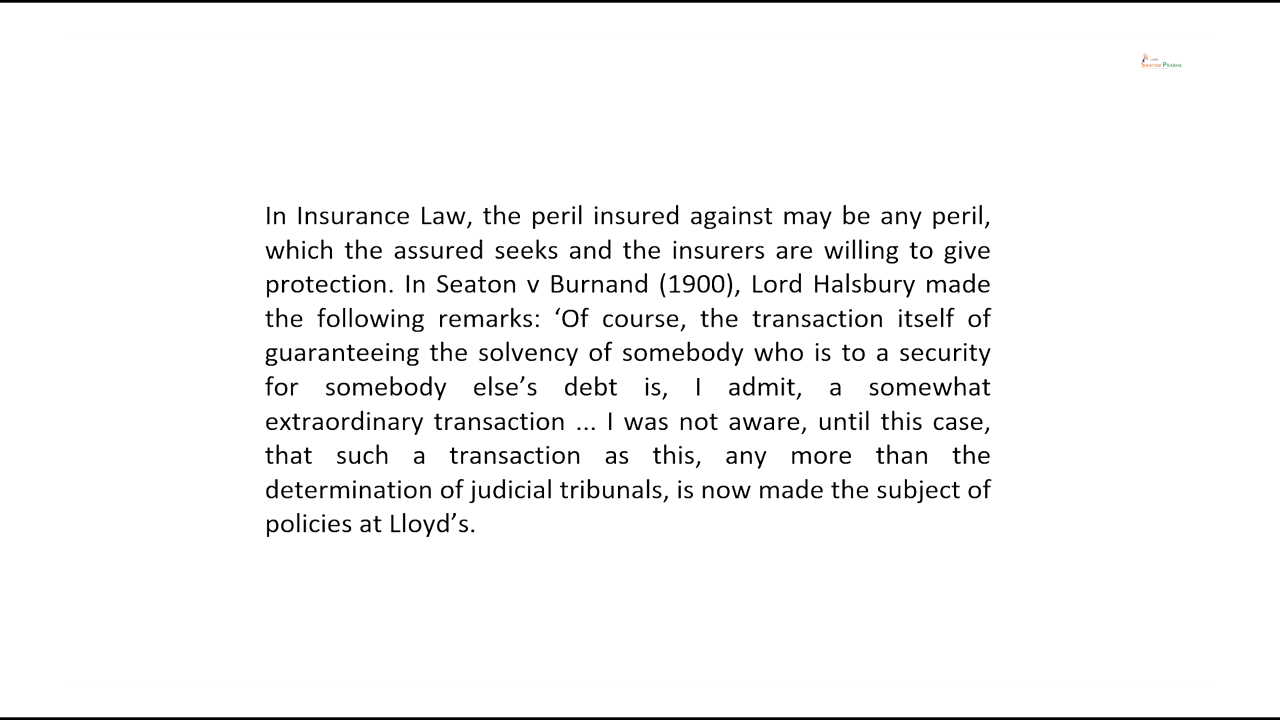 Swayam Prabha
In Insurance Law, the peril insured against may be any peril,
which the assured seeks and the insurers are willing to give
protection. In Seaton v Burnand (1900), Lord Halsbury made
the following remarks: ‘Of course, the transaction itself of
guaranteeing the solvency of somebody who is to a security
for somebody else’s debt is, I admit, a somewhat
extraordinary transaction ... I was not aware, until this case,
that such a transaction as this, any more than the
determination of judicial tribunals, is now made the subject of
policies at Lloyd’s.